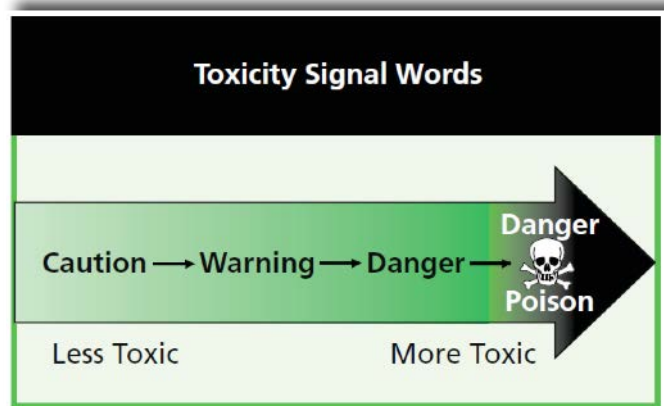 Toxicity Signal Words
Danger
Caution → Warning → Danger →
Poison
Less Toxic More Toxic